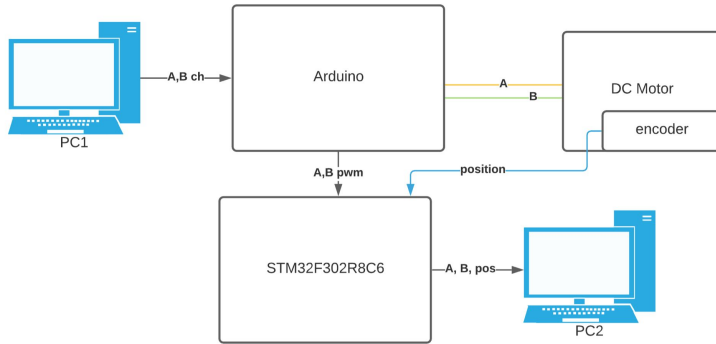 A,B ch
Arduino
A
B
DC Motor
encoder
PC1
A,B pwm
position
STM32F302R8C6
A, B, pos
PC2